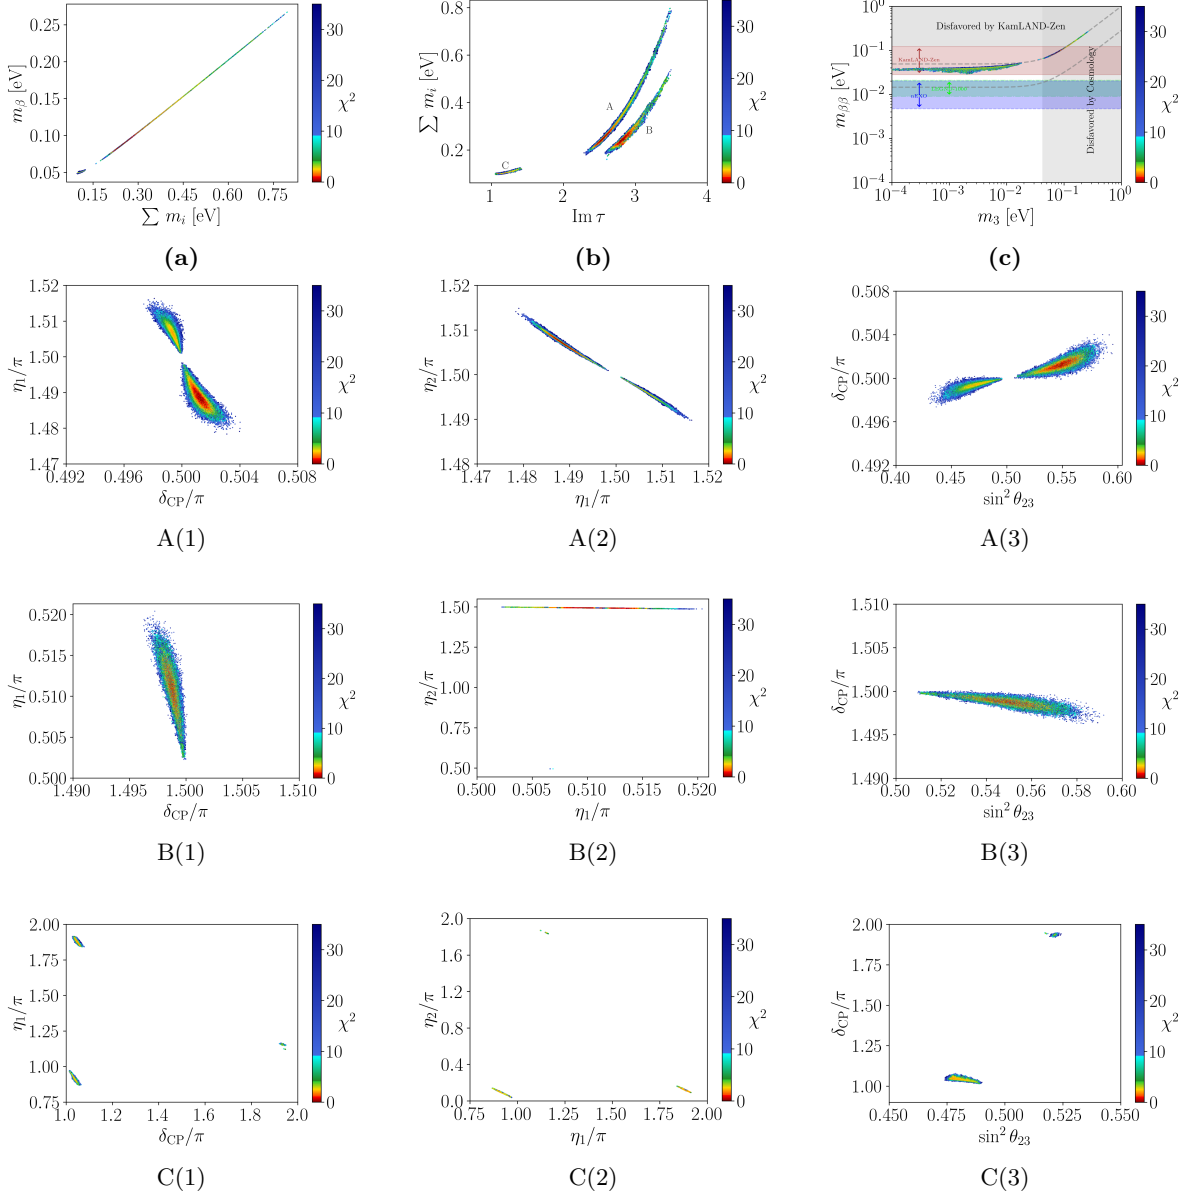 0.25
0.20
0.15
0.10
0.05
m_β [eV]
0.15 0.30 0.45 0.60 0.75
∑ m_i [eV]
30
20
10
0
χ²
(a)
0.8
0.6
0.4
0.2
∑ m_i [eV]
A
B
C
1 2 3 4
Im τ
30
20
10
0
χ²
(b)
10⁰
10⁻¹
10⁻²
10⁻³
10⁻⁴
m_ββ [eV]
Disfavored by KamLAND-Zen
KamLAND-Zen
nEXO
Disfavored by Cosmology
10⁻⁴ 10⁻³ 10⁻² 10⁻¹ 10⁰
m₃ [eV]
30
20
10
0
χ²
(c)
1.52
1.51
1.50
1.49
1.48
1.47
η₁/π
0.492 0.496 0.500 0.504 0.508
δ_CP/π
30
20
10
0
χ²
A(1)
1.52
1.51
1.50
1.49
1.48
η₂/π
1.47 1.48 1.49 1.50 1.51 1.52
η₁/π
30
20
10
0
χ²
A(2)
0.508
0.504
0.500
0.496
0.492
δ_CP/π
0.40 0.45 0.50 0.55 0.60
sin² θ₂₃
30
20
10
0
χ²
A(3)
0.520
0.515
0.510
0.505
0.500
η₁/π
1.490 1.495 1.500 1.505 1.510
δ_CP/π
30
20
10
0
χ²
B(1)
1.50
1.25
1.00
0.75
0.50
η₂/π
0.500 0.505 0.510 0.515 0.520
η₁/π
30
20
10
0
χ²
B(2)
1.510
1.505
1.500
1.495
1.490
δ_CP/π
0.50 0.52 0.54 0.56 0.58 0.60
sin² θ₂₃
30
20
10
0
χ²
B(3)
2.00
1.75
1.50
1.25
1.00
0.75
η₁/π
1.0 1.2 1.4 1.6 1.8 2.0
δ_CP/π
30
20
10
0
χ²
C(1)
2.0
1.6
1.2
0.8
0.4
0.0
η₂/π
0.75 1.00 1.25 1.50 1.75 2.00
η₁/π
30
20
10
0
χ²
C(2)
2.00
1.75
1.50
1.25
1.00
δ_CP/π
0.450 0.475 0.500 0.525 0.550
sin² θ₂₃
30
20
10
0
χ²
C(3)